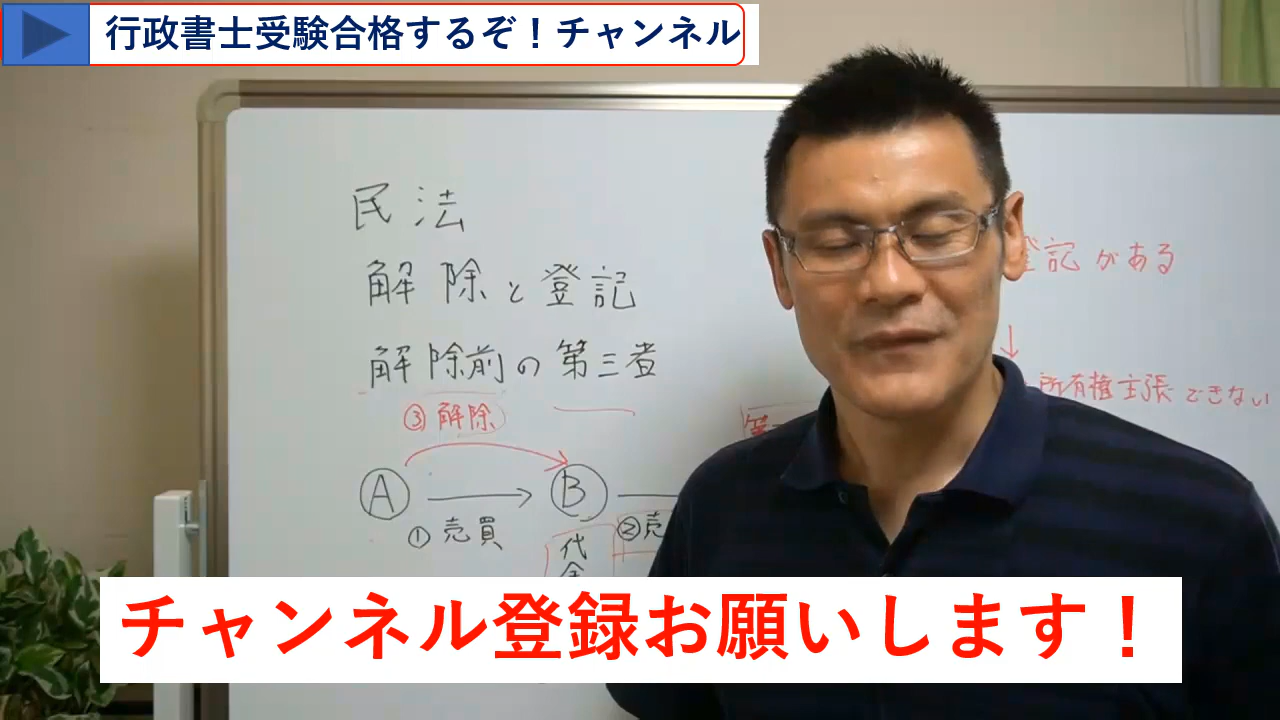 行政書士受験合格するぞ！チャンネル
民法
解除と登記
解除前の第三者
③解除
A
B
①売買
②売
代
登記がある
↓
所有権主張できない
チャンネル登録お願いします！